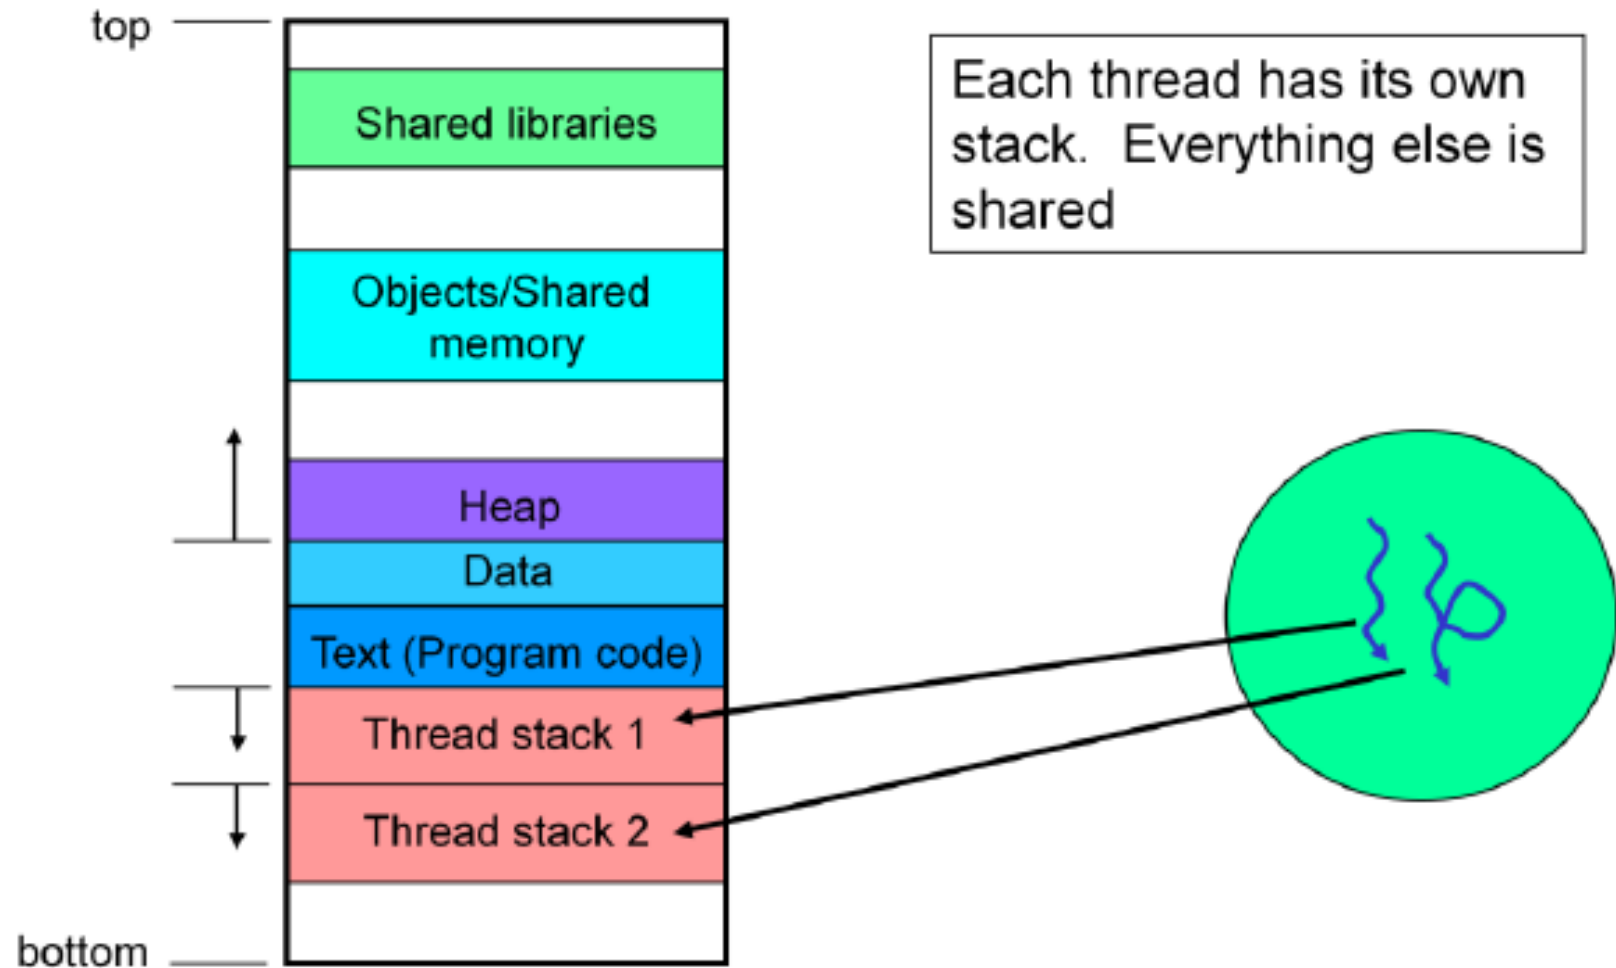 top
Shared libraries
Each thread has its own
stack.  Everything else is
shared
Objects/Shared
memory
Heap
Data
Text (Program code)
Thread stack 1
Thread stack 2
bottom